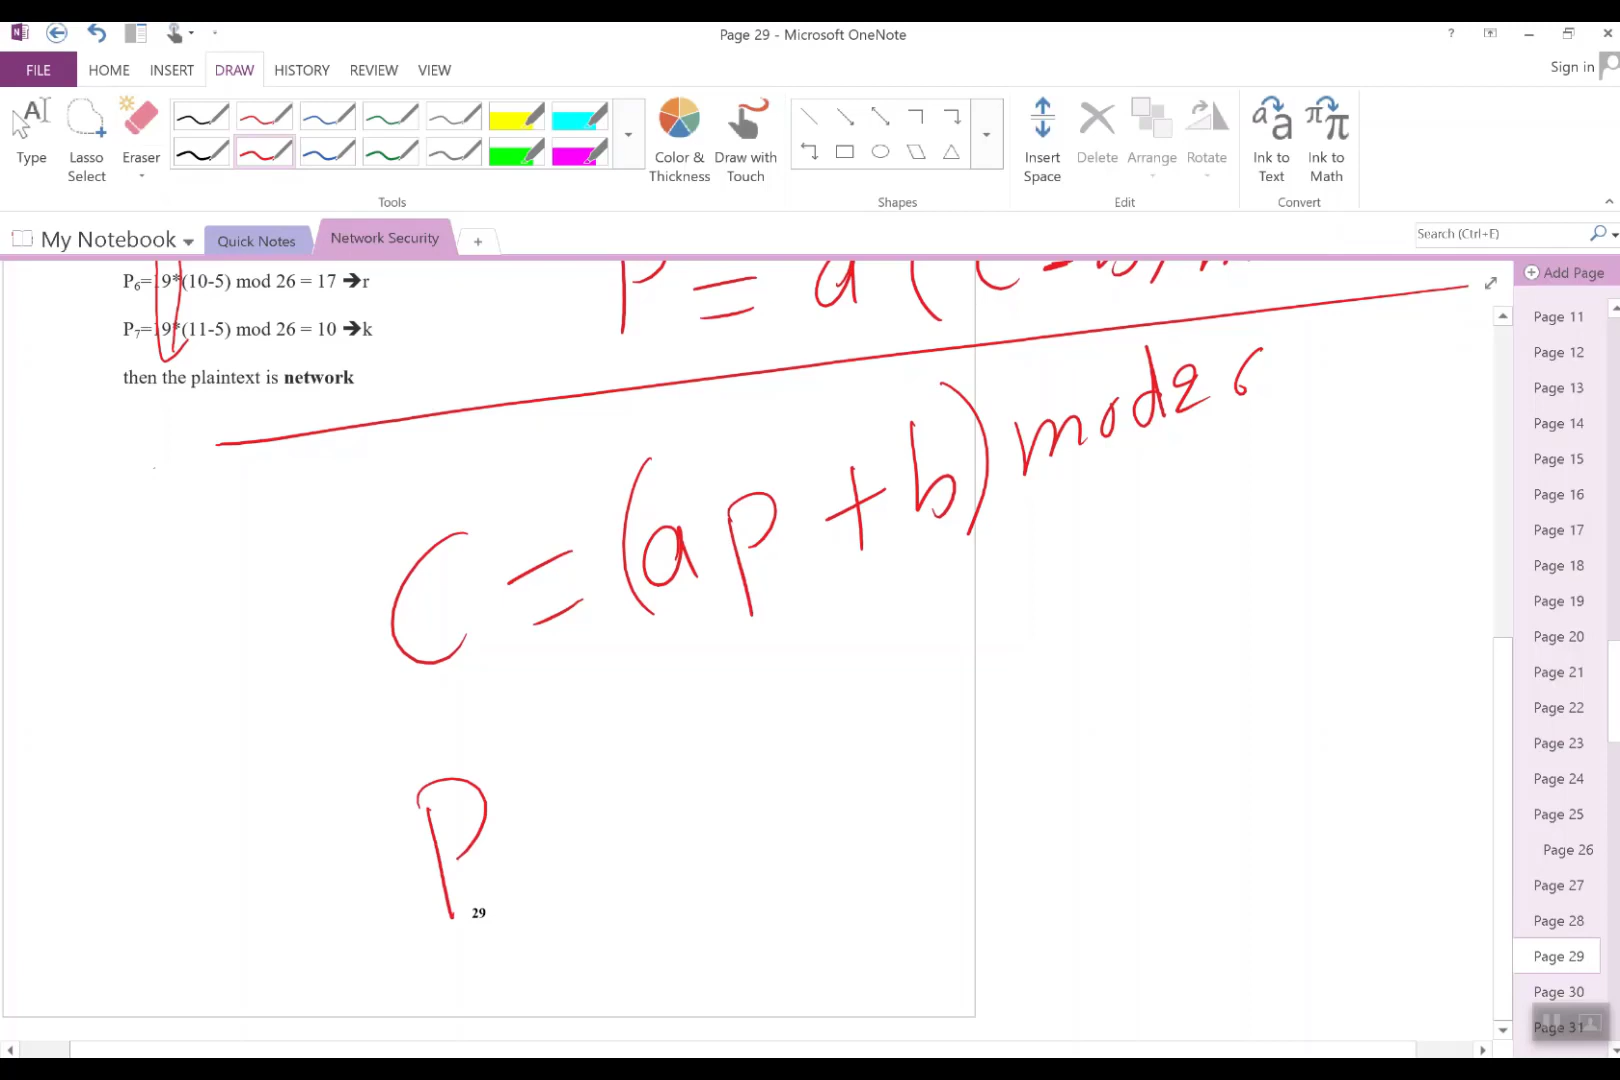 Page 29 - Microsoft OneNote
?
FILE HOME INSERT DRAW HISTORY REVIEW VIEW
Sign in
Type Lasso Select Eraser Color & Thickness Draw with Touch Insert Space Delete Arrange Rotate Ink to Text Ink to Math
Tools Shapes Edit Convert
My Notebook Quick Notes Network Security +
Search (Ctrl+E)
Add Page
P6=19*(10-5) mod 26 = 17 ➔r
P7=19*(11-5) mod 26 = 10 ➔k
then the plaintext is network
C = (ap + b) mod 26
P
29
Page 11
Page 12
Page 13
Page 14
Page 15
Page 16
Page 17
Page 18
Page 19
Page 20
Page 21
Page 22
Page 23
Page 24
Page 25
Page 26
Page 27
Page 28
Page 29
Page 30
Page 31